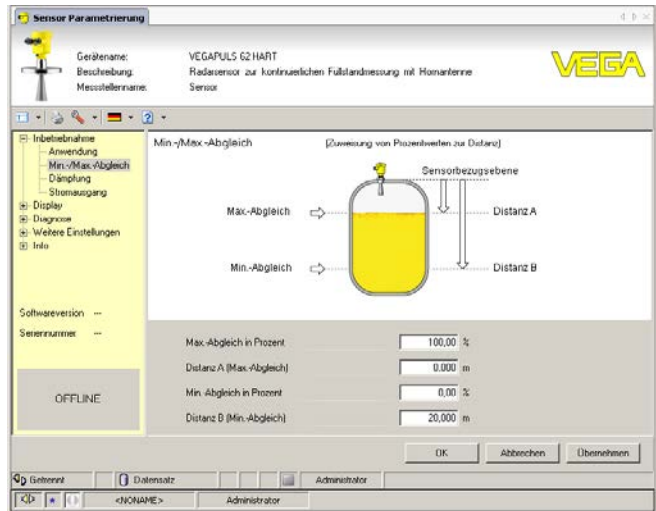 Sensor Parametrierung
Gerätename: VEGAPULS 62 HART
Beschreibung: Radarsensor zur kontinuierlichen Füllstandmessung mit Hornantenne
Messstellenname: Sensor
VEGA
Inbetriebnahme
Anwendung
Min.-/Max.-Abgleich
Dämpfung
Stromausgang
Display
Diagnose
Weitere Einstellungen
Info
Softwareversion ---
Seriennummer ---
OFFLINE
Min.-/Max.-Abgleich (Zuweisung von Prozentwerten zur Distanz)
Sensorbezugsebene
Max.-Abgleich Distanz A
Min.-Abgleich Distanz B
Max.-Abgleich in Prozent 100,00 %
Distanz A (Max.-Abgleich) 0.000 m
Min.-Abgleich in Prozent 0,00 %
Distanz B (Min.-Abgleich) 20,000 m
OK Abbrechen Übernehmen
Getrennt Datensatz Administrator
<NONAME> Administrator